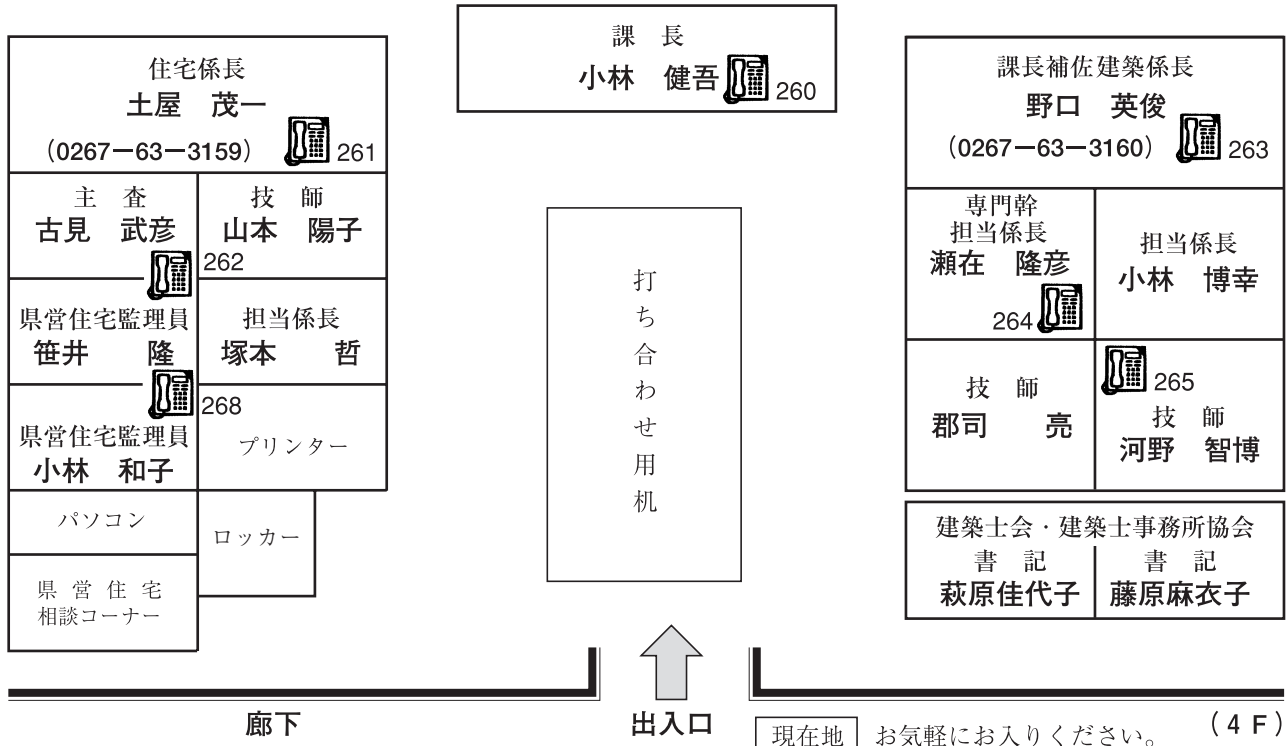 課　長
小林　健吾
260
住宅係長
土屋　茂一
(0267－63－3159)
261
主　査
古見　武彦
技　師
山本　陽子
262
県営住宅監理員
笹井　　隆
担当係長
塚本　　哲
268
県営住宅監理員
小林　和子
プリンター
パソコン
ロッカー
県 営 住 宅
相談コーナー
打ち合わせ用机
課長補佐建築係長
野口　英俊
(0267－63－3160)
263
専門幹
担当係長
瀬在　隆彦
264
担当係長
小林　博幸
技　師
郡司　　亮
265
技　師
河野　智博
建築士会・建築士事務所協会
書　記
萩原佳代子
書　記
藤原麻衣子
廊下
出入口
現在地　お気軽にお入りください。
(4 F)